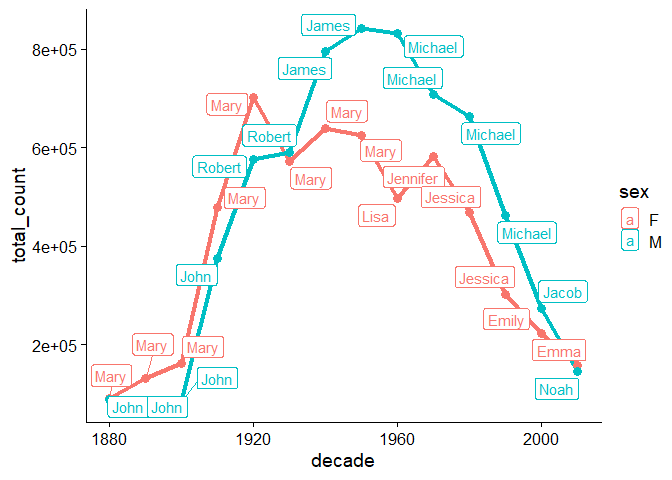 8e+05
6e+05
4e+05
2e+05
total_count
1880
1920
1960
2000
decade
James
Michael
James
Michael
Mary
Mary
Robert
Michael
Mary
Robert
Jennifer
Mary
Mary
Jessica
Lisa
Michael
John
Jessica
Jacob
Emily
Mary
Mary
Emma
Mary
John
Noah
John
John
sex
a F
a M